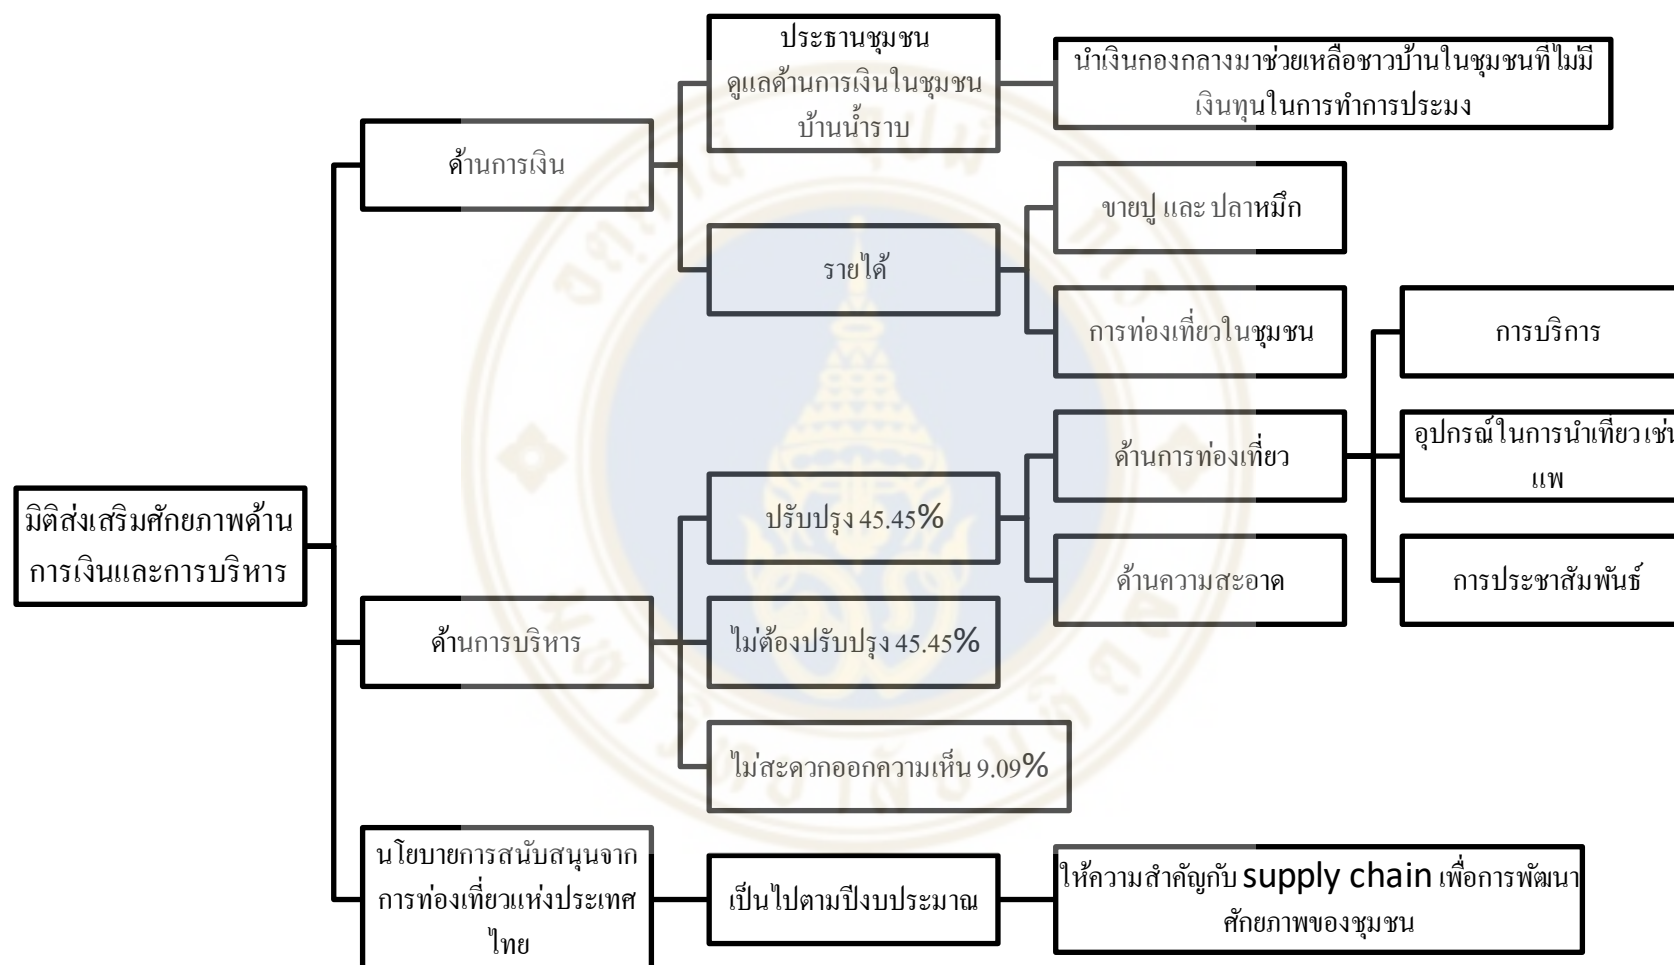 ประธานชุมชน
ดูแลด้านการเงินในชุมชน
บ้านน้ำราบ
นำเงินกองกลางมาช่วยเหลือชาวบ้านในชุมชนที่ไม่มี
เงินทุนในการทำการประมง
ด้านการเงิน
ขายปู และ ปลาหมึก
รายได้
การท่องเที่ยวในชุมชน
การบริการ
อุปกรณ์ในการนำเที่ยว เช่น
แพ
ด้านการท่องเที่ยว
มิติส่งเสริมศักยภาพด้าน
การเงินและการบริหาร
ปรับปรุง 45.45%
ด้านความสะอาด
การประชาสัมพันธ์
ด้านการบริหาร
ไม่ต้องปรับปรุง 45.45%
ไม่สะดวกออกความเห็น 9.09%
นโยบายการสนับสนุนจาก
การท่องเที่ยวแห่งประเทศ
ไทย
เป็นไปตามปีงบประมาณ
ให้ความสำคัญกับ supply chain เพื่อการพัฒนา
ศักยภาพของชุมชน
มหาวิทยาลัยมหิดล